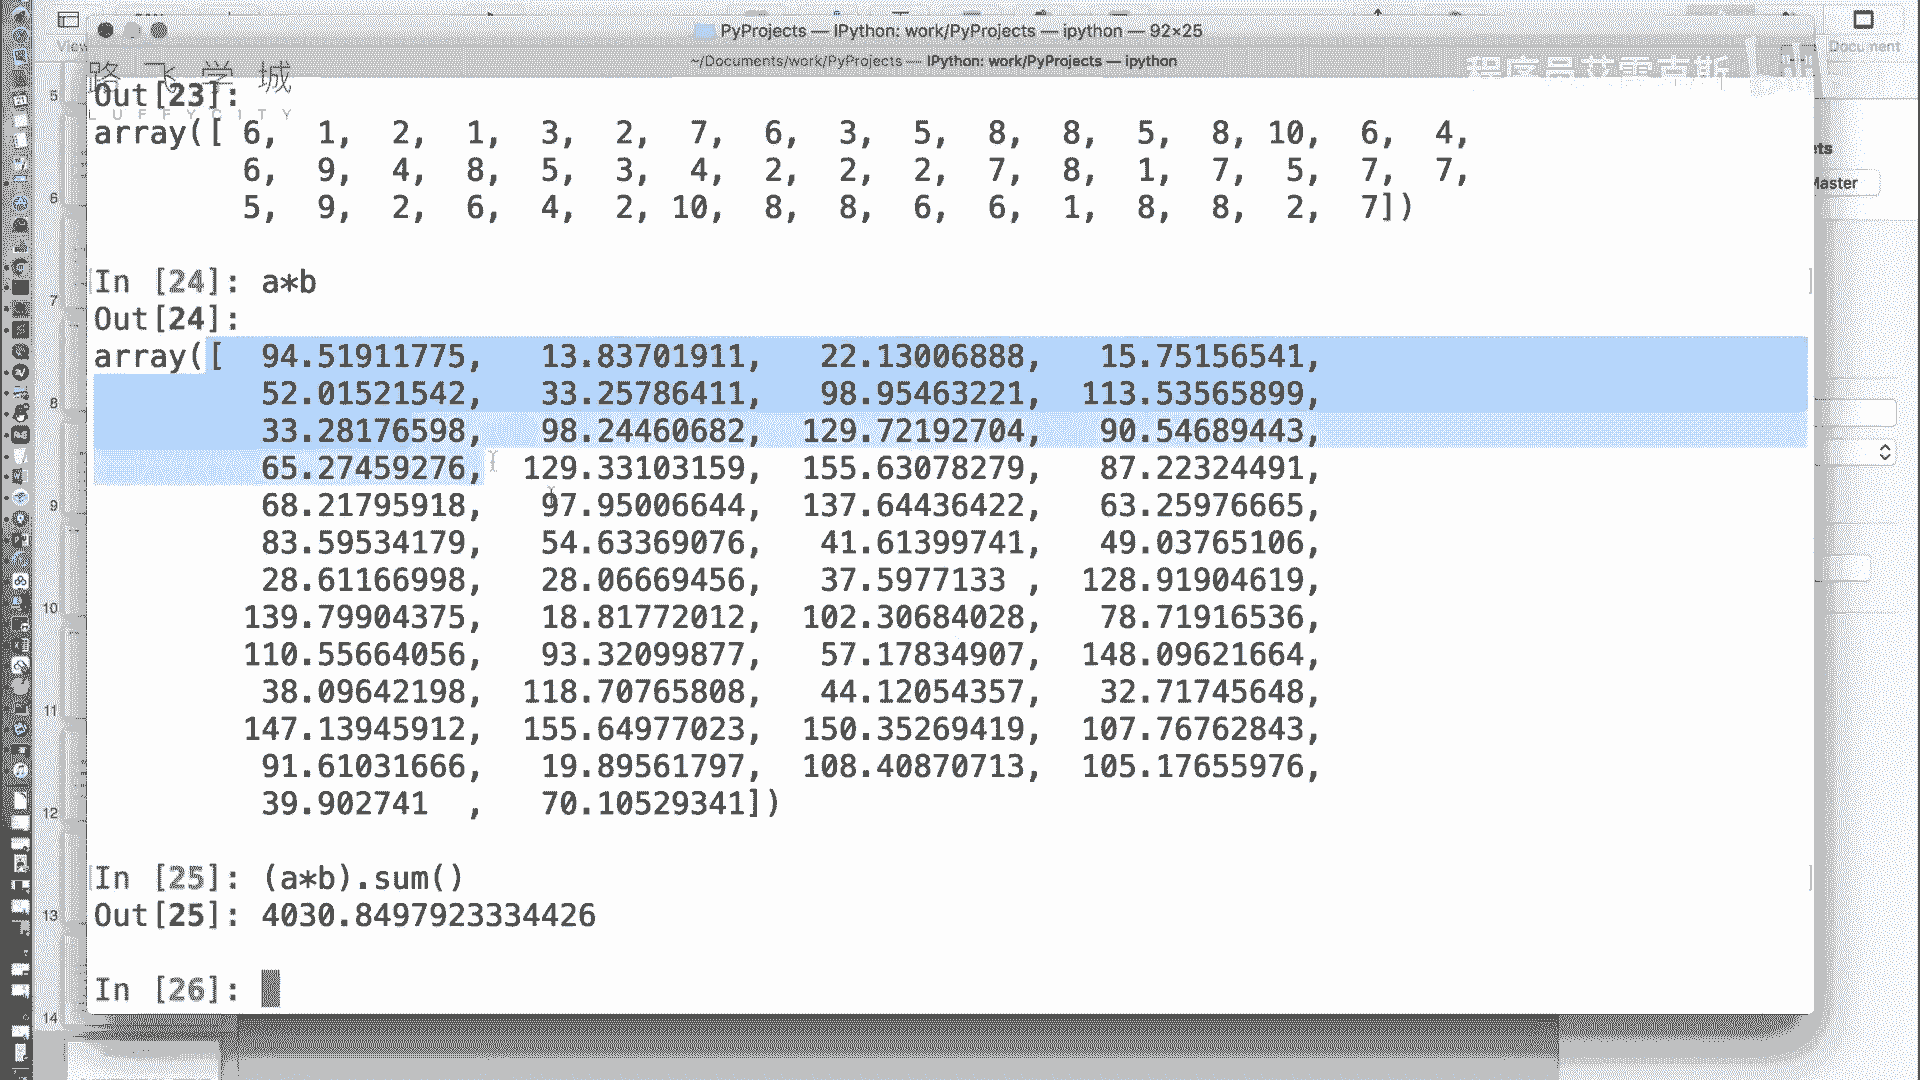 PyProjects — IPython: work/PyProjects — ipython — 92×25
~/Documents/work/PyProjects — IPython: work/PyProjects — ipython
View
Document
路 飞 学 城
LUFFYCITY
程序员艾雷克斯
Out[23]:
array([ 6, 1, 2, 1, 3, 2, 7, 6, 3, 5, 8, 8, 5, 8, 10, 6, 4,
6, 9, 4, 8, 5, 3, 4, 2, 2, 2, 7, 8, 1, 7, 5, 7, 7,
5, 9, 2, 6, 4, 2, 10, 8, 8, 6, 6, 1, 8, 8, 2, 7])
Master
In [24]: a*b
Out[24]:
array([ 94.51911775, 13.83701911, 22.13006888, 15.75156541,
52.01521542, 33.25786411, 98.95463221, 113.53565899,
33.28176598, 98.24460682, 129.72192704, 90.54689443,
65.27459276, 129.33103159, 155.63078279, 87.22324491,
68.21795918, 97.95006644, 137.64436422, 63.25976665,
83.59534179, 54.63369076, 41.61399741, 49.03765106,
28.61166998, 28.06669456, 37.5977133 , 128.91904619,
139.79904375, 18.81772012, 102.30684028, 78.71916536,
110.55664056, 93.32099877, 57.17834907, 148.09621664,
38.09642198, 118.70765808, 44.12054357, 32.71745648,
147.13945912, 155.64977023, 150.35269419, 107.76762843,
91.61031666, 19.89561797, 108.40870713, 105.17655976,
39.902741 , 70.10529341])
In [25]: (a*b).sum()
Out[25]: 4030.8497923334426
In [26]:
5
6
7
8
9
10
11
12
13
14